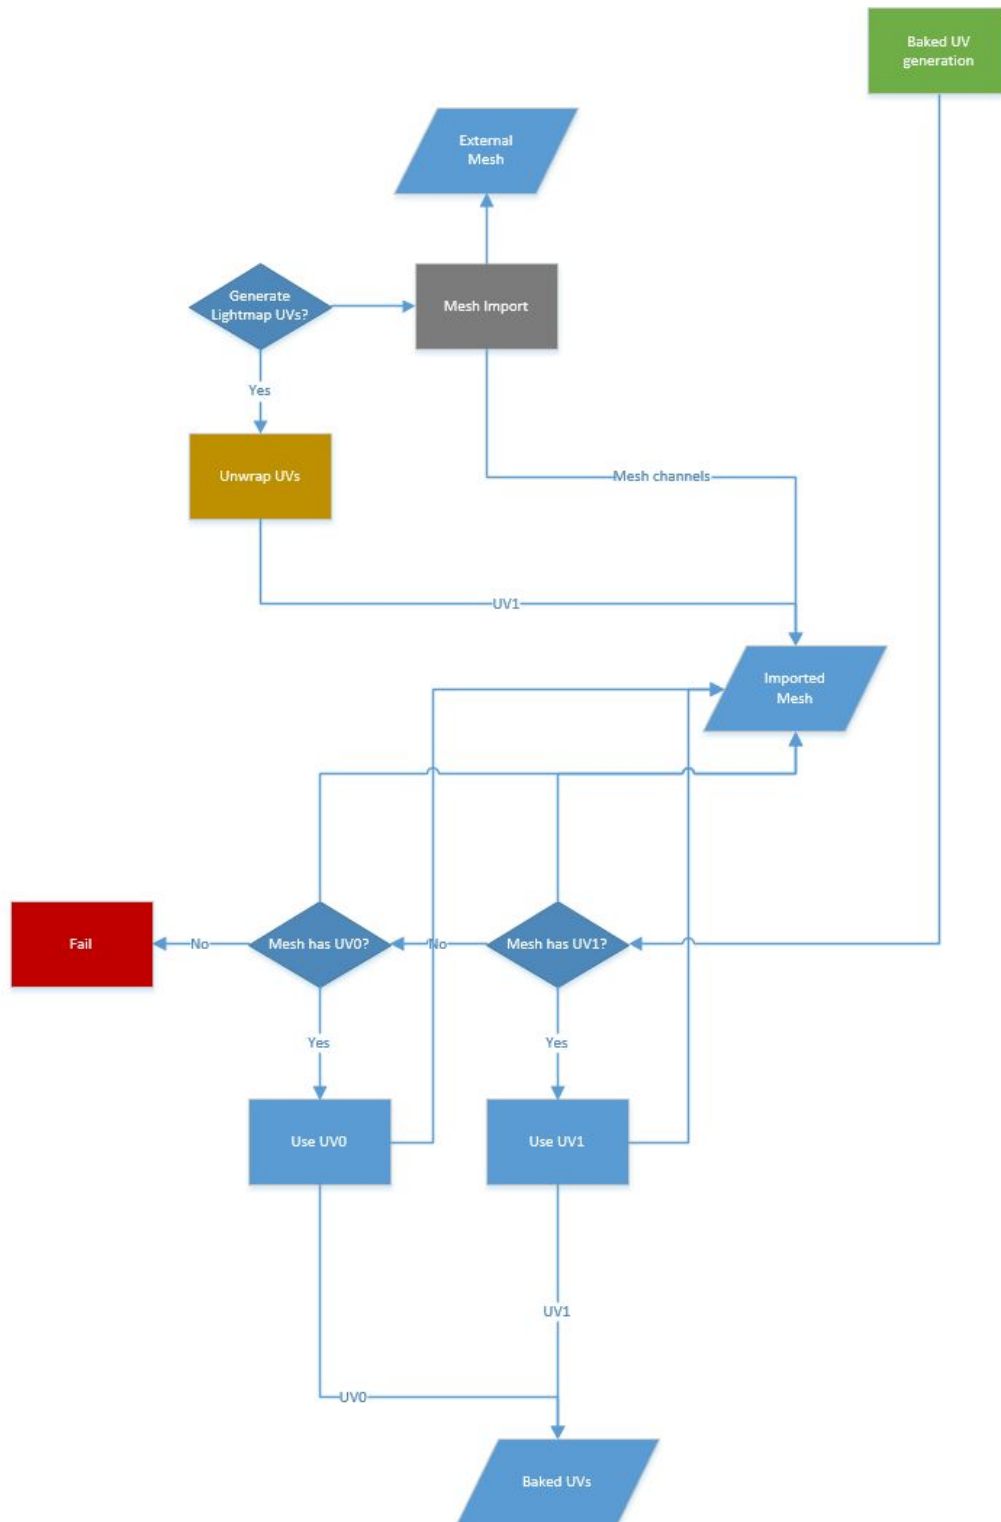 Baked UV
generation
External
Mesh
Generate
Lightmap UVs?
Mesh Import
Yes
Unwrap UVs
Mesh channels
UV1
Imported
Mesh
Fail
No
Mesh has UV0?
No
Mesh has UV1?
Yes
Yes
Use UV0
Use UV1
UV1
UV0
Baked UVs